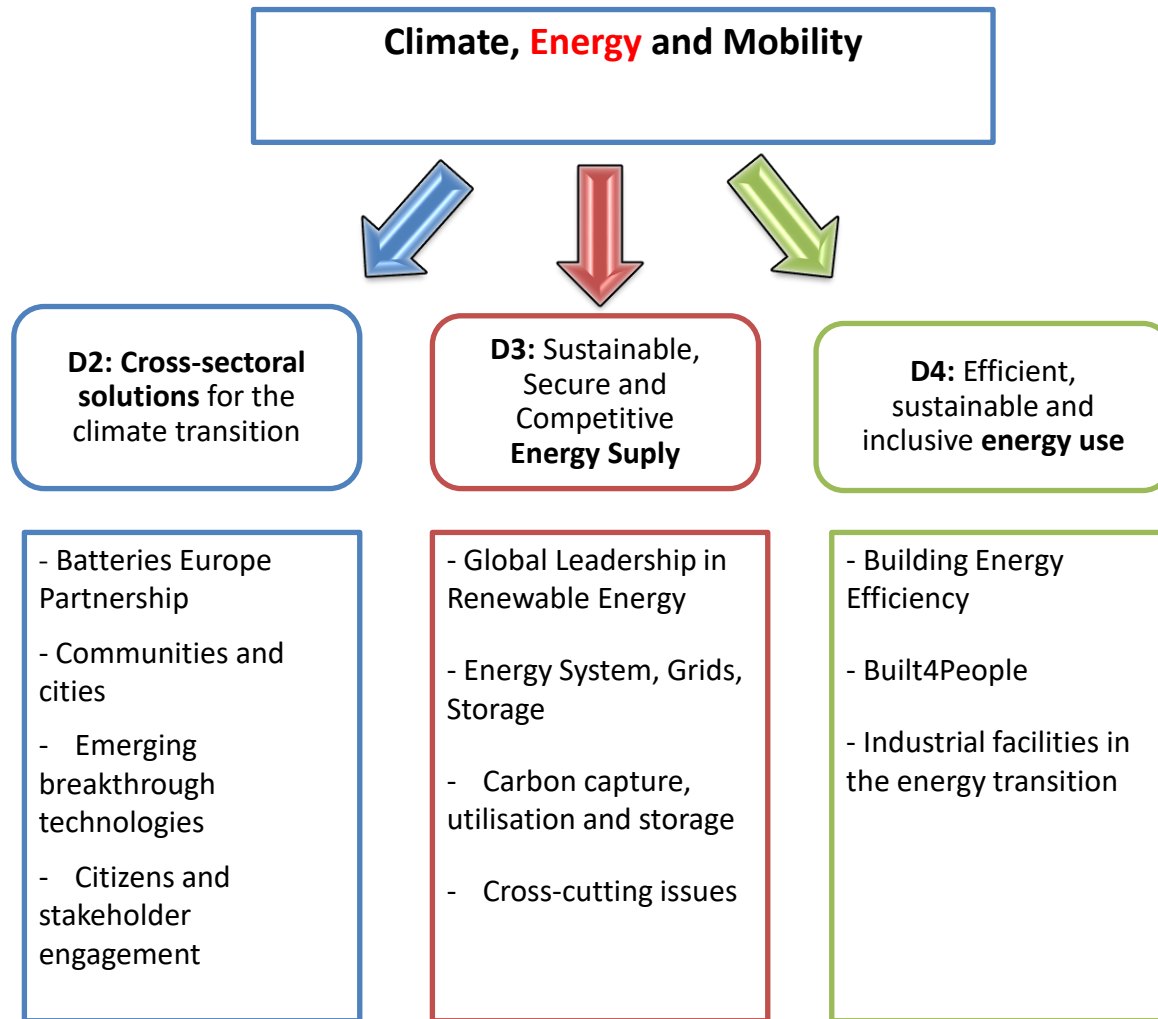 Climate, Energy and Mobility
D2: Cross-sectoral
solutions for the
climate transition
D3: Sustainable,
Secure and
Competitive
Energy Suply
D4: Efficient,
sustainable and
inclusive energy use
- Batteries Europe
Partnership
- Communities and
cities
- Emerging
breakthrough
technologies
- Citizens and
stakeholder
engagement
- Global Leadership in
Renewable Energy
- Energy System, Grids,
Storage
- Carbon capture,
utilisation and storage
- Cross-cutting issues
- Building Energy
Efficiency
- Built4People
- Industrial facilities in
the energy transition